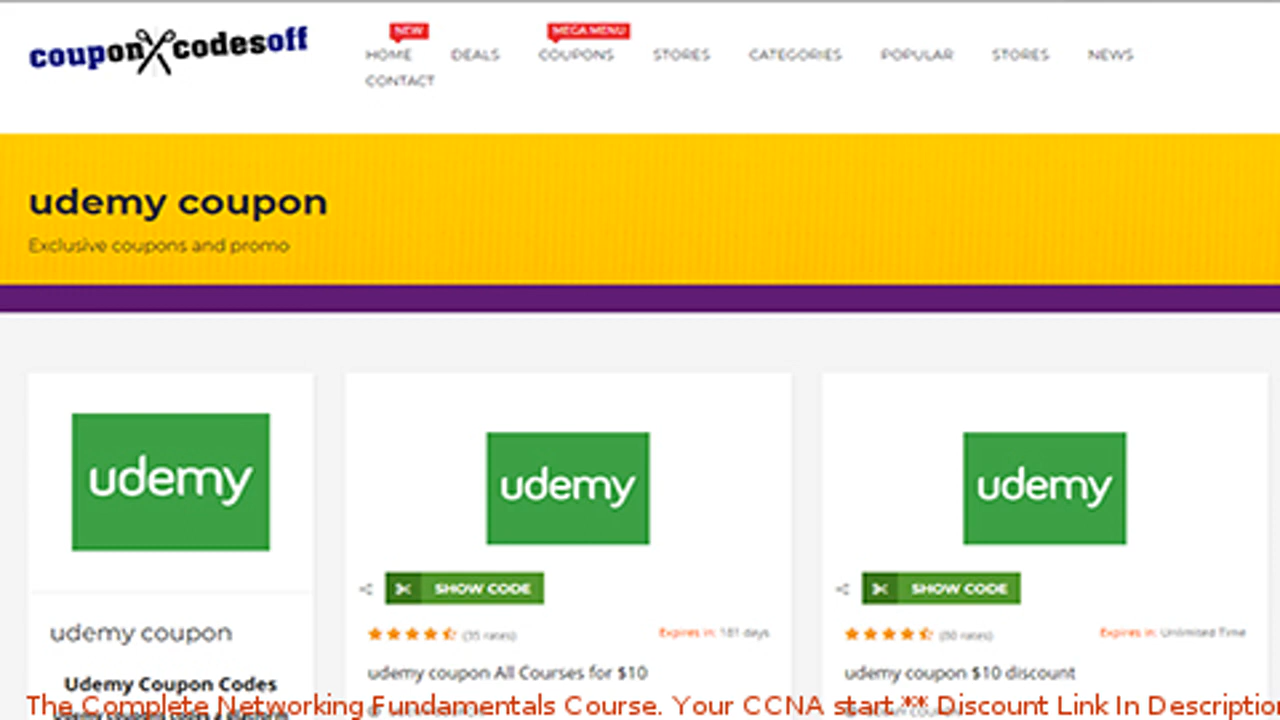 couponXcodesoff
NEW
MEGA MENU
HOME DEALS COUPONS STORES CATEGORIES POPULAR STORES NEWS
CONTACT
udemy coupon
Exclusive coupons and promo
udemy
udemy
udemy
SHOW CODE
SHOW CODE
(35 rates)
Expires in: 181 days
(80 rates)
Expires in: Unlimited Time
udemy coupon
udemy coupon All Courses for $10
udemy coupon $10 discount
Udemy Coupon Codes
The Complete Networking Fundamentals Course. Your CCNA start ** Discount Link In Descriptio